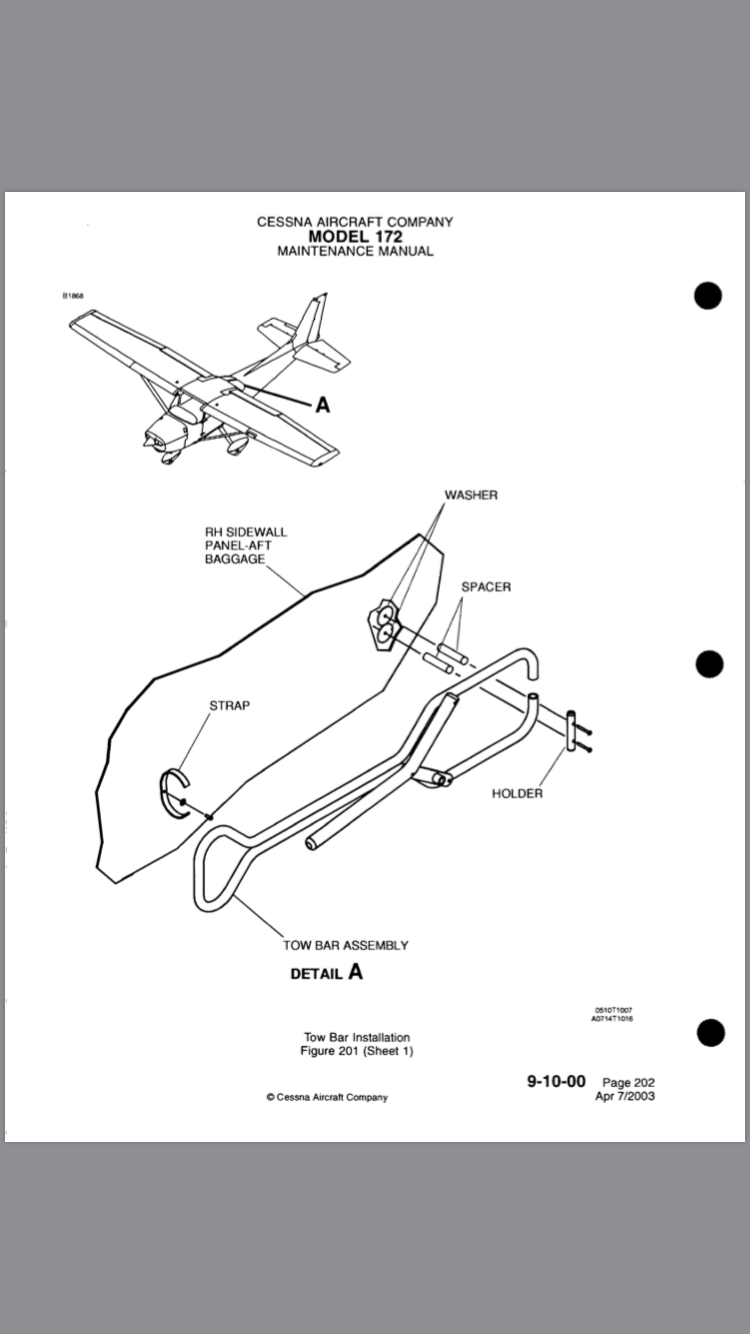 CESSNA AIRCRAFT COMPANY
MODEL 172
MAINTENANCE MANUAL
B1868
A
WASHER
RH SIDEWALL
PANEL-AFT
BAGGAGE
SPACER
STRAP
HOLDER
TOW BAR ASSEMBLY
DETAIL A
0510T1007
A0714T1016
Tow Bar Installation
Figure 201 (Sheet 1)
9-10-00 Page 202
Apr 7/2003
© Cessna Aircraft Company